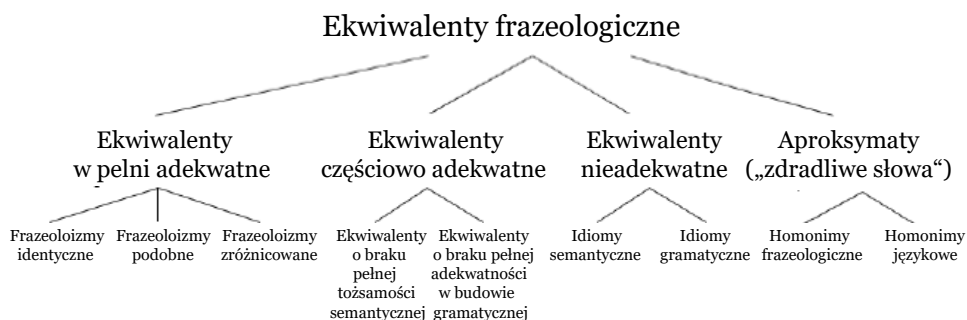 Ekwiwalenty frazeologiczne
Ekwiwalenty
w pełni adekwatne
Ekwiwalenty
częściowo adekwatne
Ekwiwalenty
nieadekwatne
Aproksymaty
(„zdradliwe słowa“)
Frazeoloizmy
identyczne
Frazeoloizmy
podobne
Frazeoloizmy
zróżnicowane
Ekwiwalenty
o braku
pełnej
tożsamości
semantycznej
Ekwiwalenty
o braku pełnej
adekwatności
w budowie
gramatycznej
Idiomy
semantyczne
Idiomy
gramatyczne
Homonimy
frazeologiczne
Homonimy
językowe